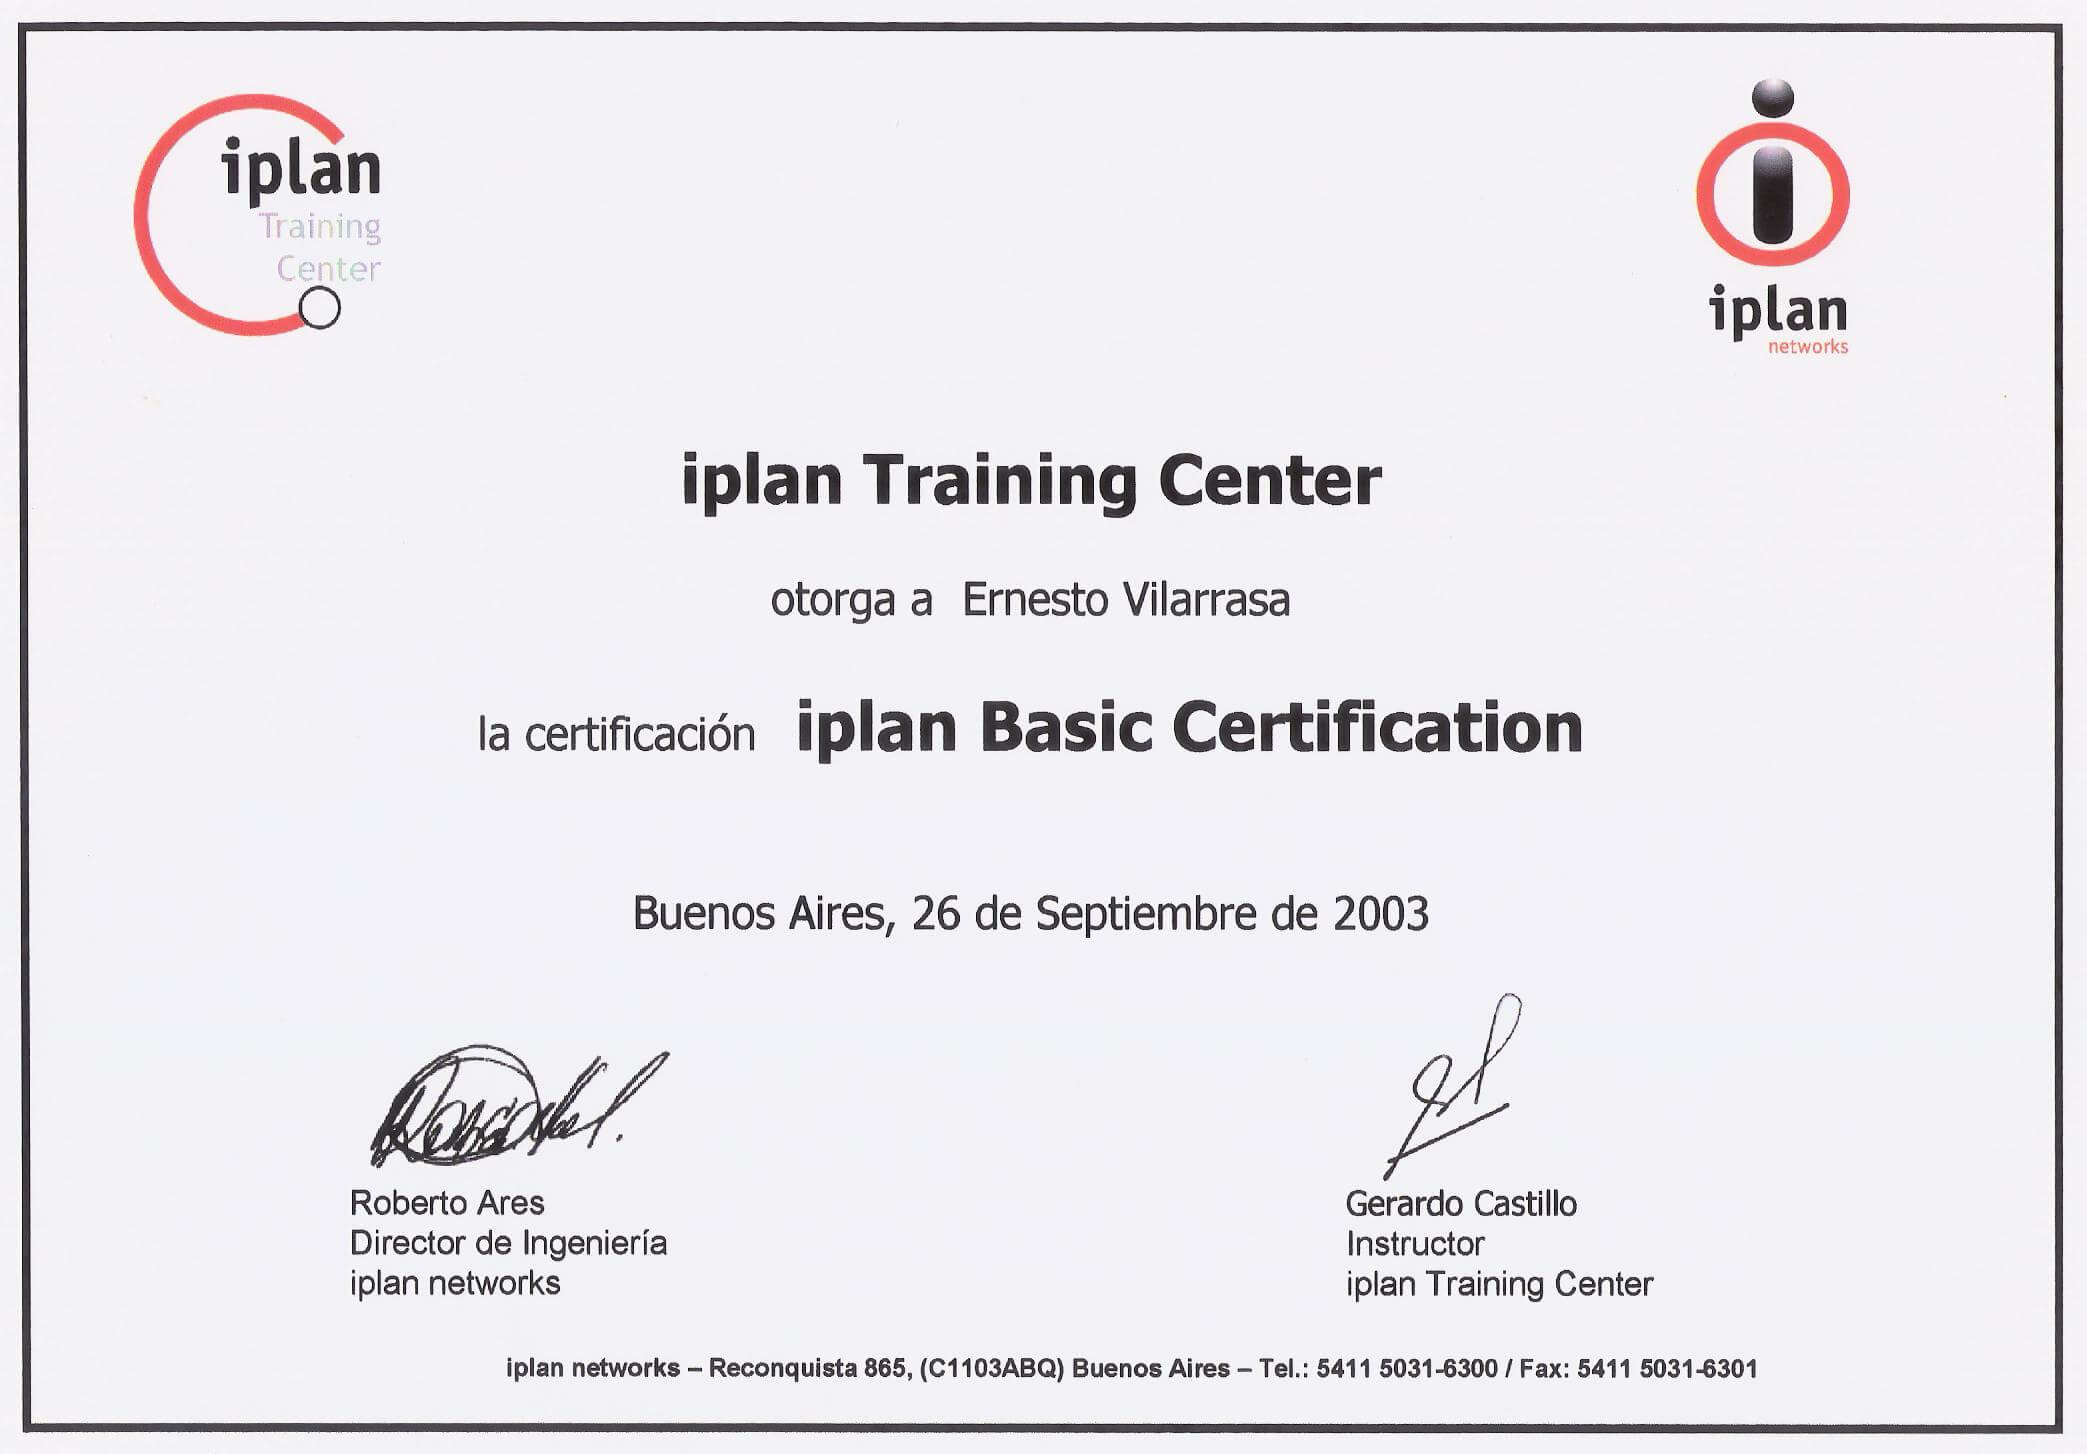 iplan
Training
Center
iplan
networks
iplan Training Center
otorga a Ernesto Vilarrasa
la certificación iplan Basic Certification
Buenos Aires, 26 de Septiembre de 2003
Roberto Ares
Director de Ingeniería
iplan networks
Gerardo Castillo
Instructor
iplan Training Center
iplan networks – Reconquista 865, (C1103ABQ) Buenos Aires – Tel.: 5411 5031-6300 / Fax: 5411 5031-6301